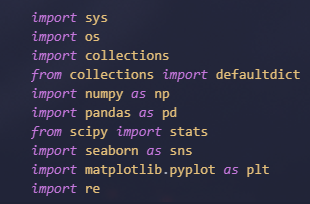 import sys
import os
import collections
from collections import defaultdict
import numpy as np
import pandas as pd
from scipy import stats
import seaborn as sns
import matplotlib.pyplot as plt
import re